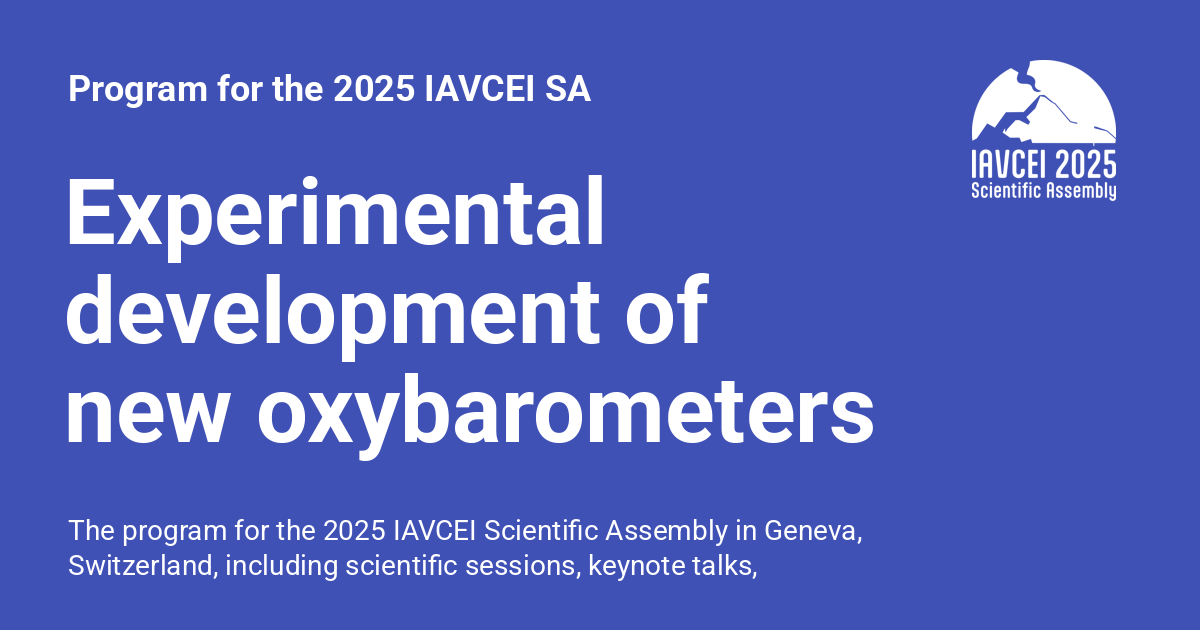 Program for the 2025 IAVCEI SA
IAVCEI 2025
Scientific Assembly
Experimental
development of
new oxybarometers
The program for the 2025 IAVCEI Scientific Assembly in Geneva,
Switzerland, including scientific sessions, keynote talks,